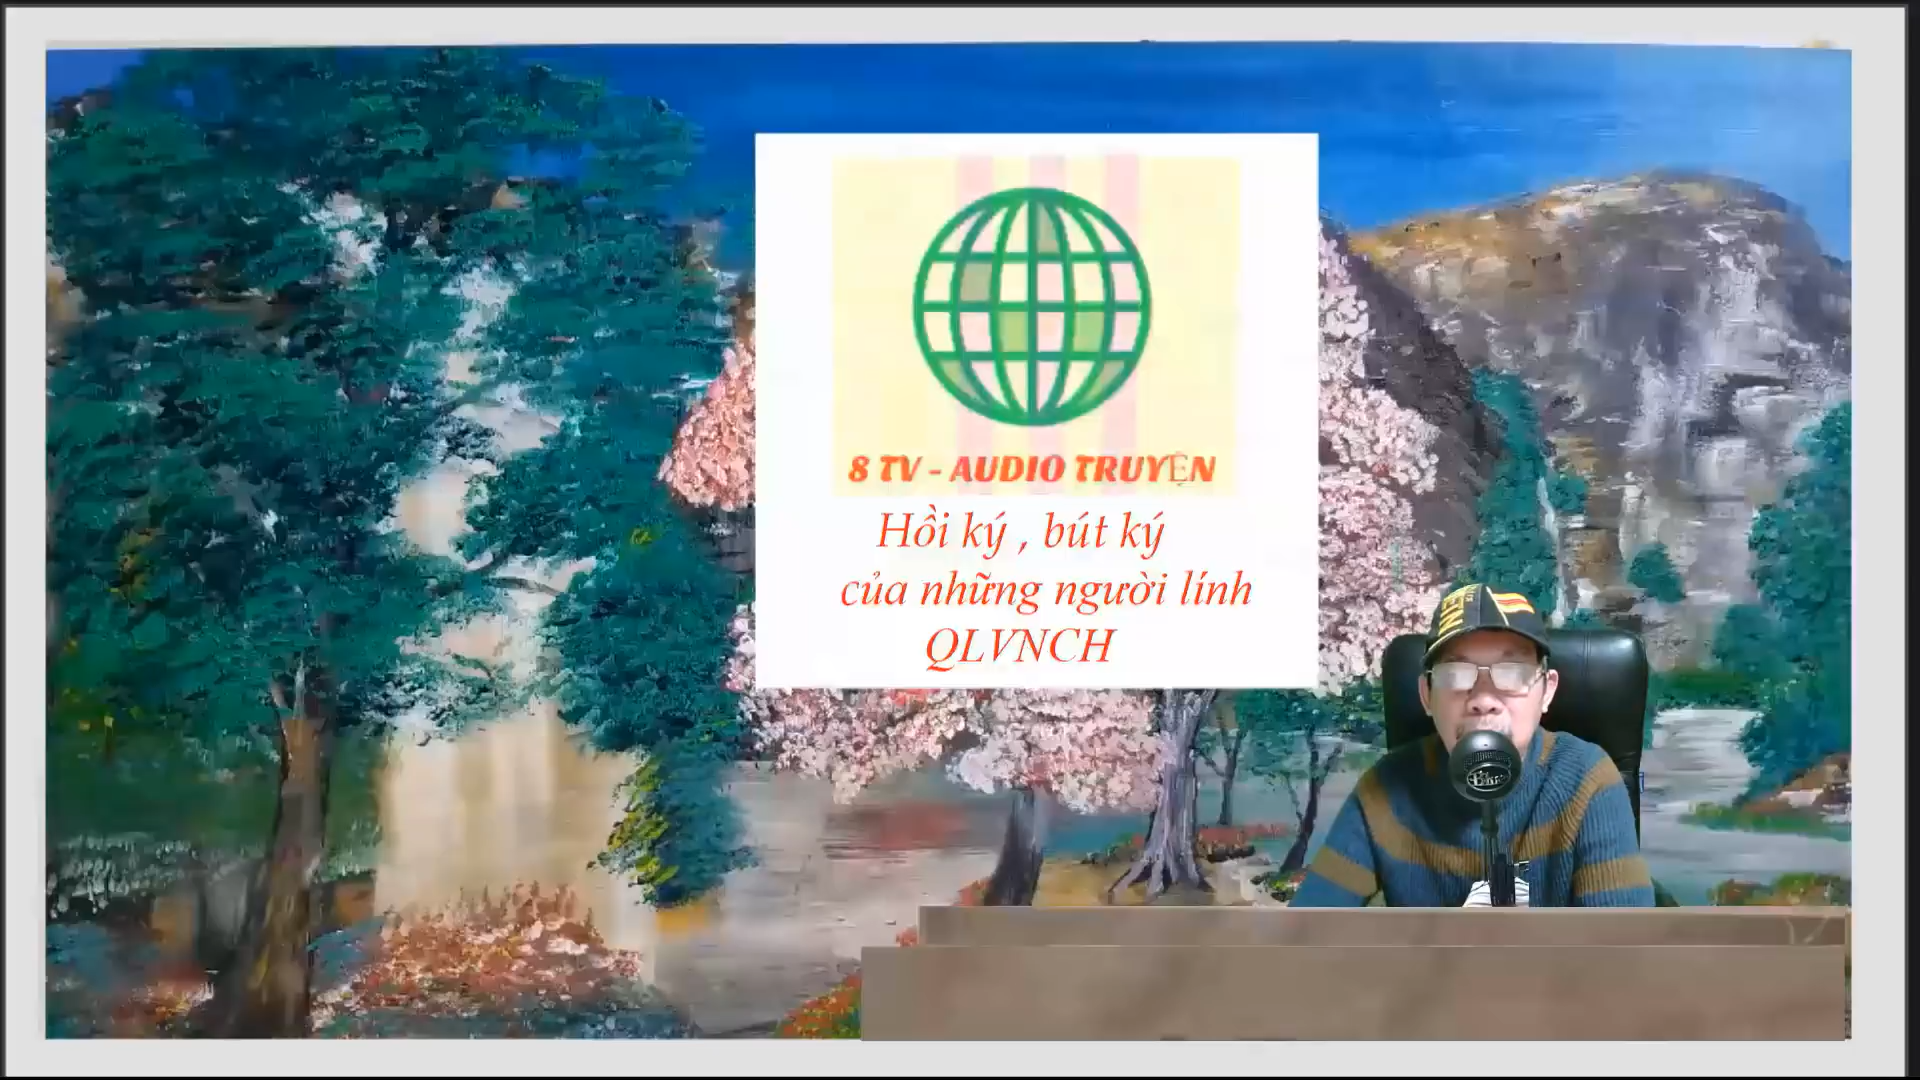 8 TV - AUDIO TRUYỆN
Hồi ký , bút ký
của những người lính
QLVNCH